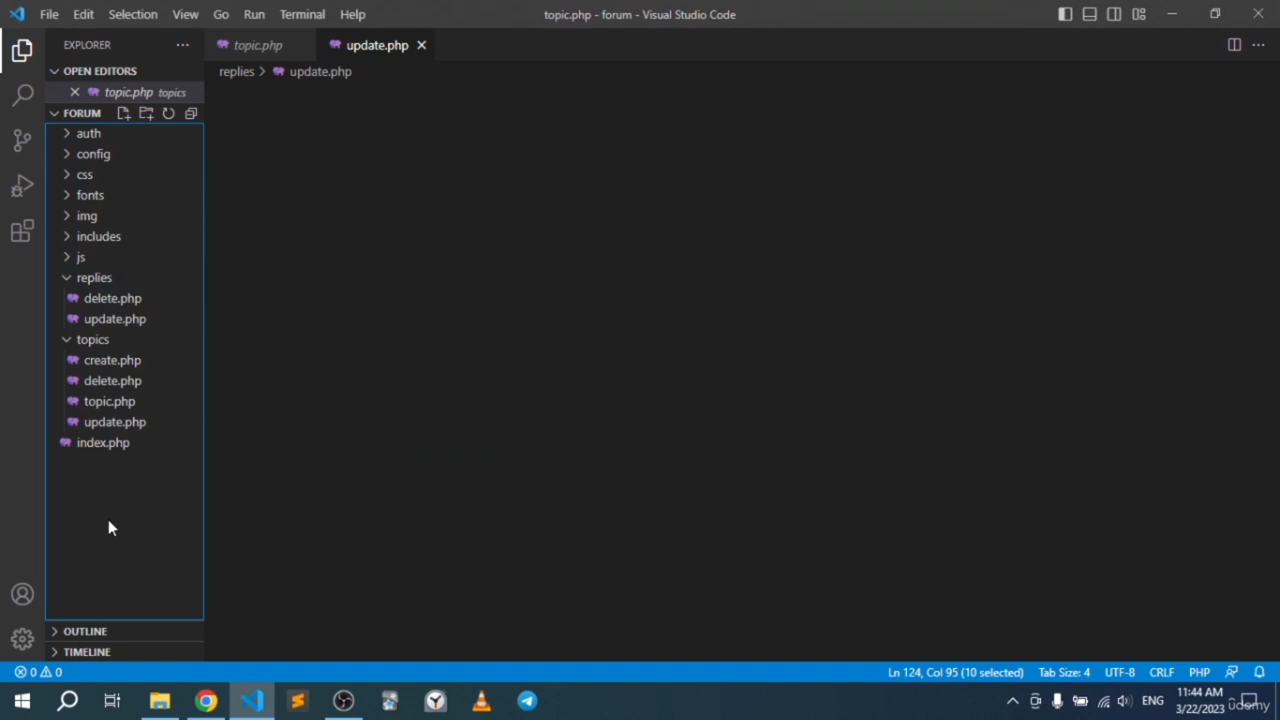 File Edit Selection View Go Run Terminal Help
topic.php - forum - Visual Studio Code
EXPLORER
topic.php
update.php
OPEN EDITORS
replies
update.php
topic.php topics
FORUM
auth
config
css
fonts
img
includes
js
replies
delete.php
update.php
topics
create.php
delete.php
topic.php
update.php
index.php
OUTLINE
TIMELINE
0 0
Ln 124, Col 95 (10 selected) Tab Size: 4 UTF-8 CRLF PHP
ENG
11:44 AM
3/22/2023
udemy